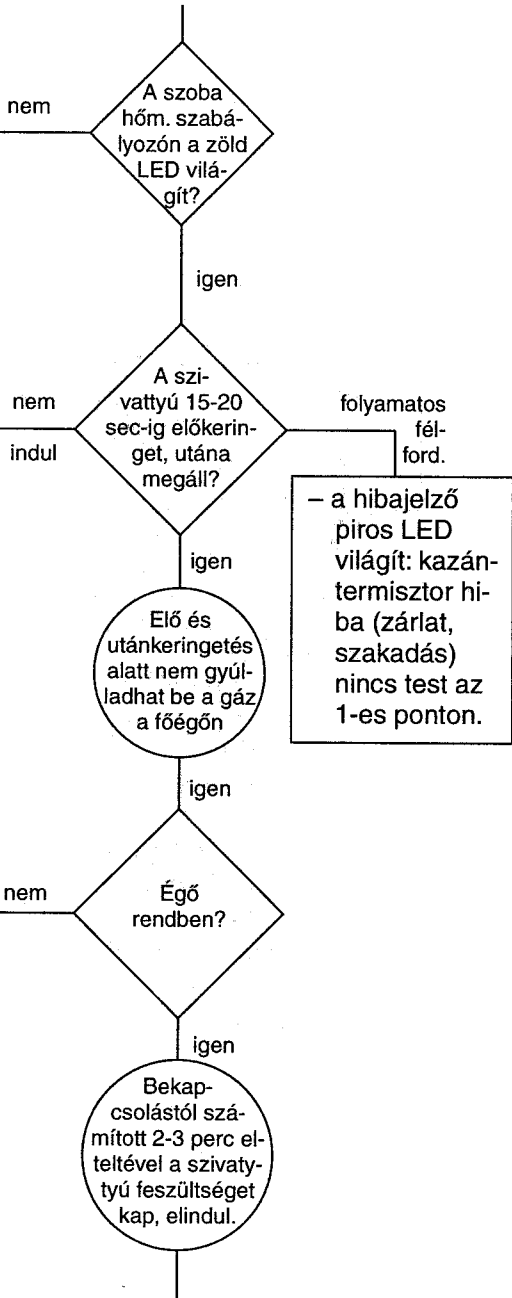 nem
A szoba
hőm. szabá-
lyozón a zöld
LED vilá-
gít?
igen
A szi-
vattyú 15-20
sec-ig előkerin-
get, utána
megáll?
nem
indul
folyamatos
fél-
ford.
– a hibajelző
piros LED
világít: kazán-
termisztor hi-
ba (zárlat,
szakadás)
nincs test az
1-es ponton.
igen
Elő és
utánkeringetés
alatt nem gyúl-
ladhat be a gáz
a főégőn
igen
nem
Égő
rendben?
igen
Bekap-
csolástól szá-
mított 2-3 perc el-
teltével a szivaty-
tyú feszültséget
kap, elindul.